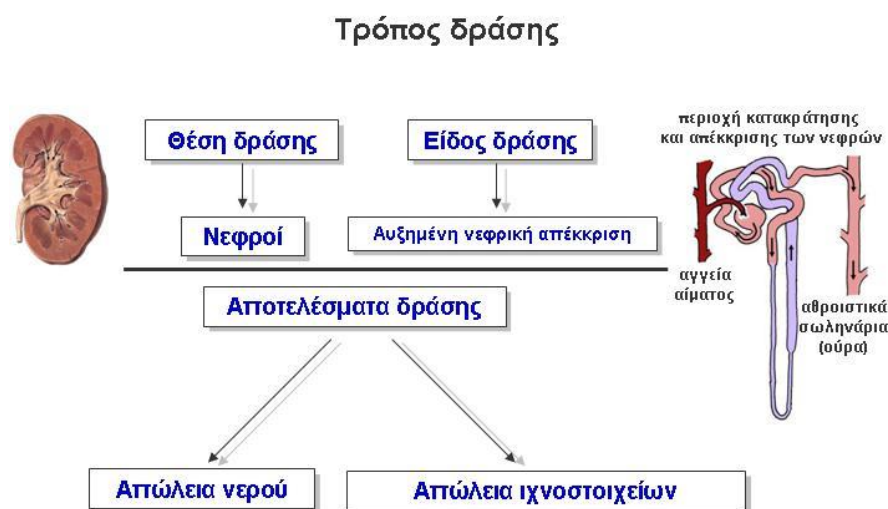 Τρόπος δράσης
περιοχή κατακράτησης
και απέκκρισης των νεφρών
Θέση δράσης
Είδος δράσης
Νεφροί
Αυξημένη νεφρική απέκκριση
αγγεία
αίματος
αθροιστικά
σωληνάρια
(ούρα)
Αποτελέσματα δράσης
Απώλεια νερού
Απώλεια ιχνοστοιχείων